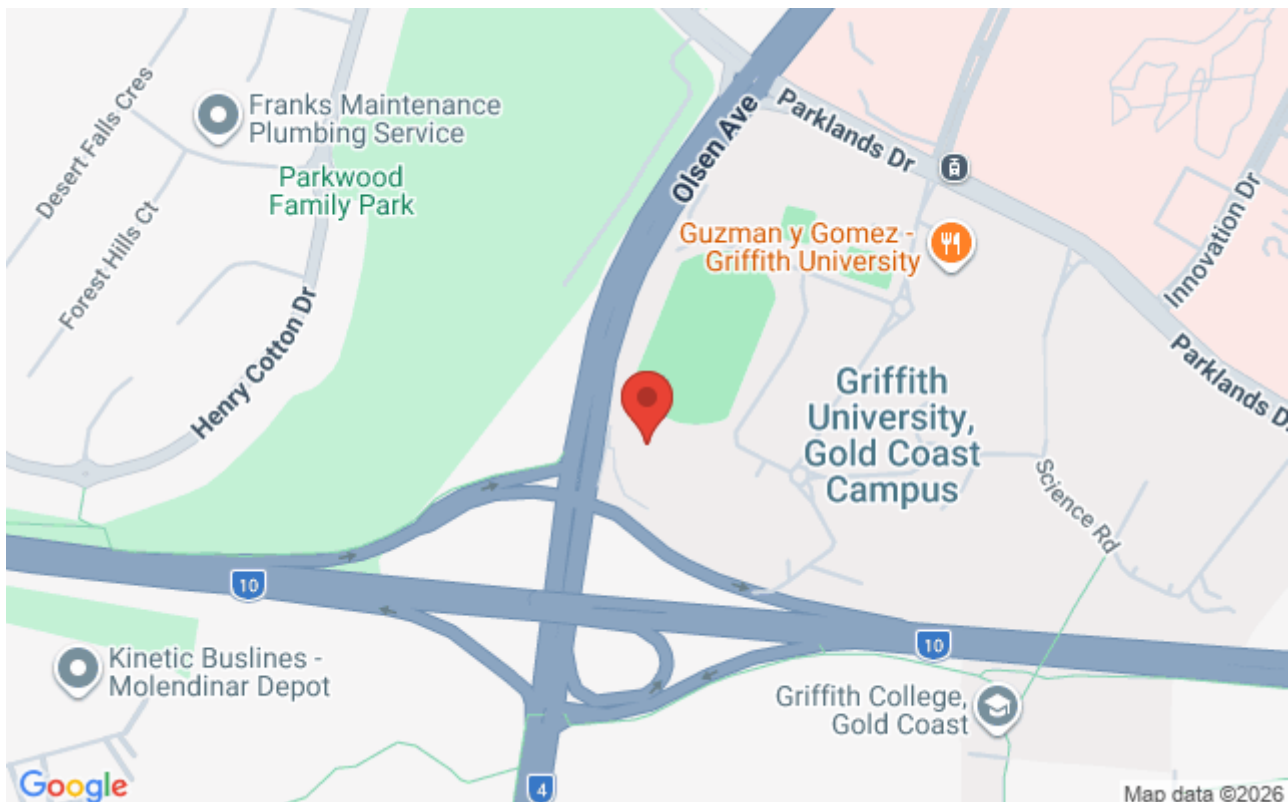 Desert Falls Cres
Franks Maintenance
Plumbing Service
Parkwood
Family Park
Forest Hills Ct
Henry Cotton Dr
Olsen Ave
Parklands Dr
Guzman y Gomez -
Griffith University
Innovation Dr
Parklands Dr
Griffith
University,
Gold Coast
Campus
Science Rd
10
10
Kinetic Buslines -
Molendinar Depot
Griffith College,
Gold Coast
4
Google
Map data ©2026